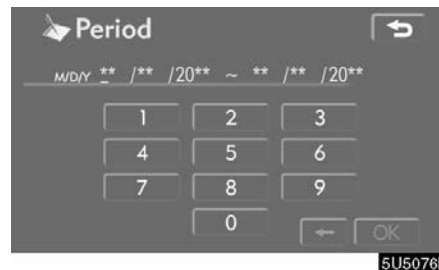 Period
M/D/Y ** /** /20** ~ ** /** /20**
1 2 3
4 5 6
7 8 9
0 OK
5U5076